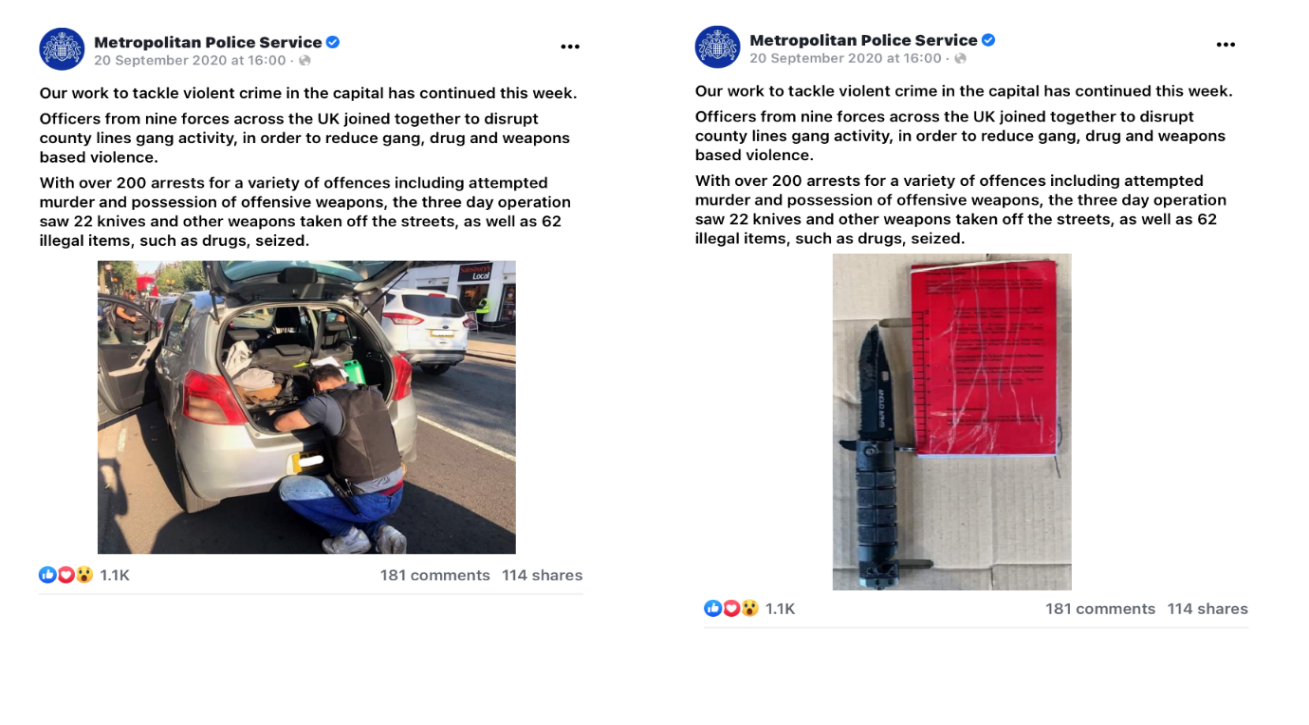 Metropolitan Police Service
20 September 2020 at 16:00 ·
Our work to tackle violent crime in the capital has continued this week.
Officers from nine forces across the UK joined together to disrupt
county lines gang activity, in order to reduce gang, drug and weapons
based violence.
With over 200 arrests for a variety of offences including attempted
murder and possession of offensive weapons, the three day operation
saw 22 knives and other weapons taken off the streets, as well as 62
illegal items, such as drugs, seized.
Sainsbury's
Local
1.1K 181 comments 114 shares
Metropolitan Police Service
20 September 2020 at 16:00 ·
Our work to tackle violent crime in the capital has continued this week.
Officers from nine forces across the UK joined together to disrupt
county lines gang activity, in order to reduce gang, drug and weapons
based violence.
With over 200 arrests for a variety of offences including attempted
murder and possession of offensive weapons, the three day operation
saw 22 knives and other weapons taken off the streets, as well as 62
illegal items, such as drugs, seized.
1.1K 181 comments 114 shares